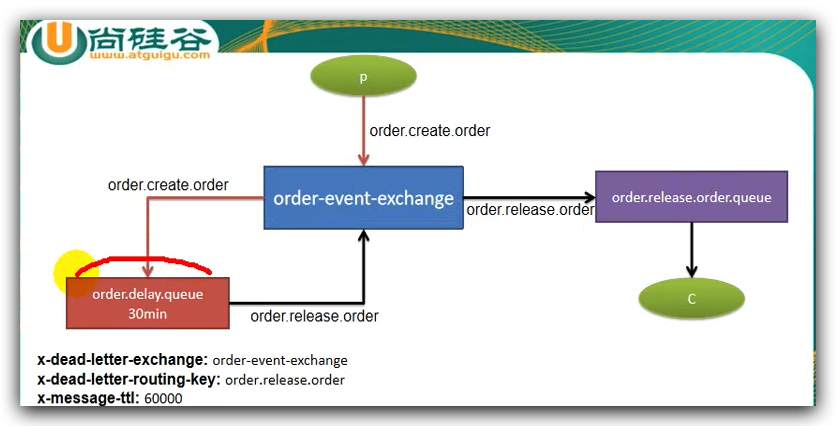 尚硅谷
www.atguigu.com
p
order.create.order
order.create.order
order-event-exchange
order.release.order
order.release.order.queue
order.delay.queue
30min
order.release.order
C
x-dead-letter-exchange: order-event-exchange
x-dead-letter-routing-key: order.release.order
x-message-ttl: 60000